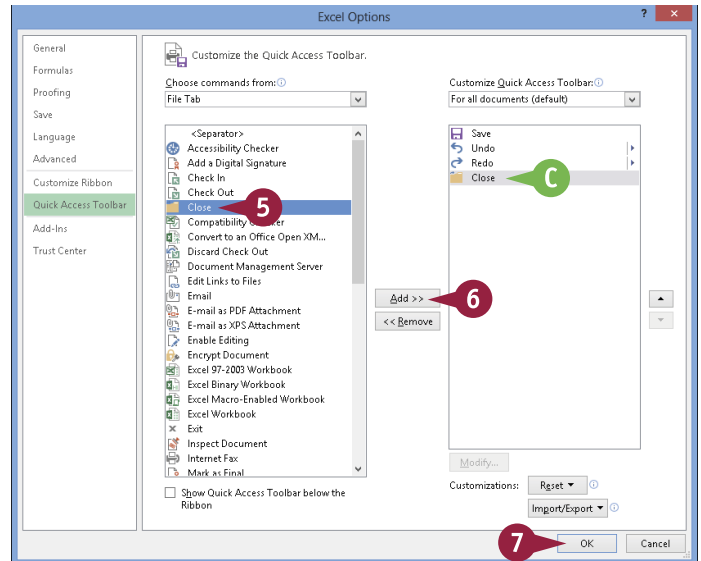 Excel Options
?
×
General
Formulas
Proofing
Save
Language
Advanced
Customize Ribbon
Quick Access Toolbar
Add-Ins
Trust Center
Customize the Quick Access Toolbar.
Choose commands from:
File Tab
<Separator>
Accessibility Checker
Add a Digital Signature
Check In
Check Out
Close
5
Compatibility Checker
Convert to an Office Open XM...
Discard Check Out
Document Management Server
Edit Links to Files
Email
E-mail as PDF Attachment
E-mail as XPS Attachment
Enable Editing
Encrypt Document
Excel 97-2003 Workbook
Excel Binary Workbook
Excel Macro-Enabled Workbook
Excel Workbook
Exit
Inspect Document
Internet Fax
Mark as Final
Show Quick Access Toolbar below the
Ribbon
Add >>
6
<< Remove
Customize Quick Access Toolbar:
For all documents (default)
Save
Undo
Redo
Close
C
Modify...
Customizations:
Reset
Import/Export
7
OK
Cancel